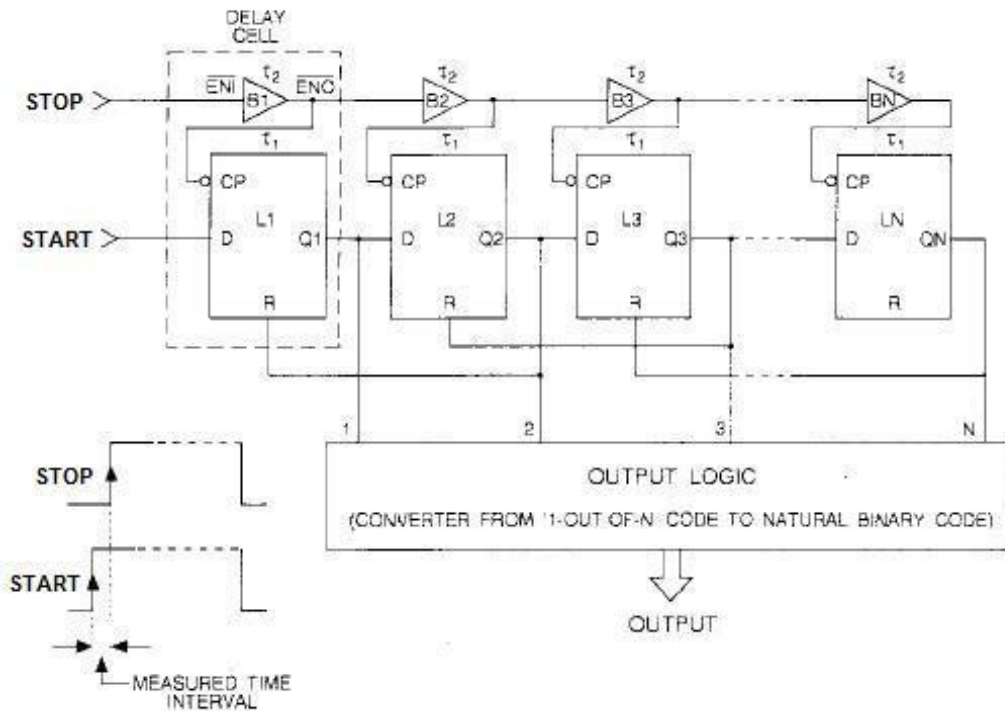 DELAY
CELL
STOP
ENI
τ2
B1
ENO
τ2
B2
τ2
B3
τ2
BN
τ1
CP
L1
D
Q1
R
τ1
CP
L2
D
Q2
R
τ1
CP
L3
D
Q3
R
τ1
CP
LN
D
QN
R
START
1
2
3
N
OUTPUT LOGIC
(CONVERTER FROM '1-OUT OF-N' CODE TO NATURAL BINARY CODE)
OUTPUT
STOP
START
MEASURED TIME
INTERVAL